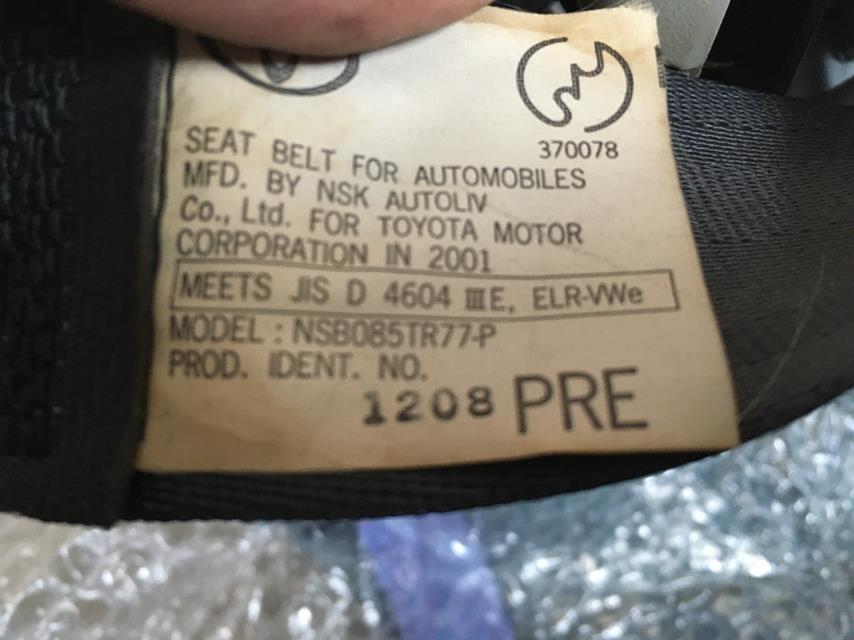 370078
SEAT BELT FOR AUTOMOBILES
MFD. BY NSK AUTOLIV
Co., Ltd. FOR TOYOTA MOTOR
CORPORATION IN 2001
MEETS JIS D 4604 ⅢE, ELR-VWe
MODEL : NSB085TR77-P
PROD. IDENT. NO.
1208 PRE